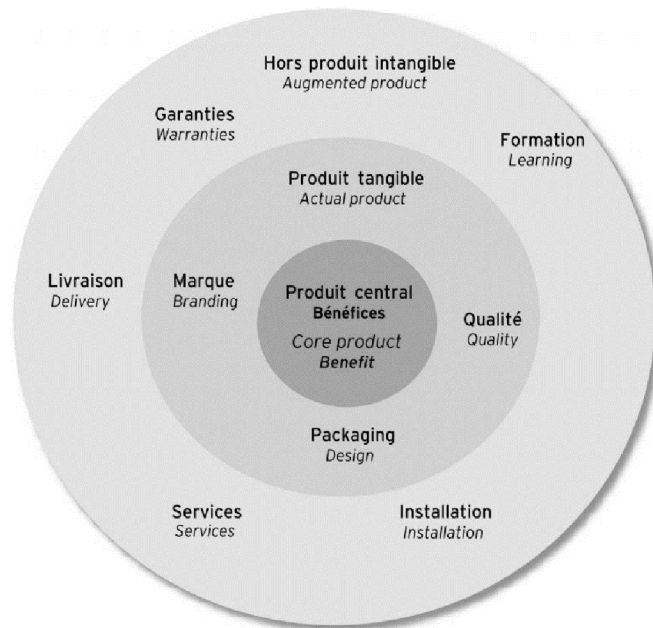 Hors produit intangible
Augmented product
Garanties
Warranties
Formation
Learning
Produit tangible
Actual product
Livraison
Delivery
Marque
Branding
Produit central
Bénéfices
Core product
Benefit
Qualité
Quality
Packaging
Design
Services
Services
Installation
Installation